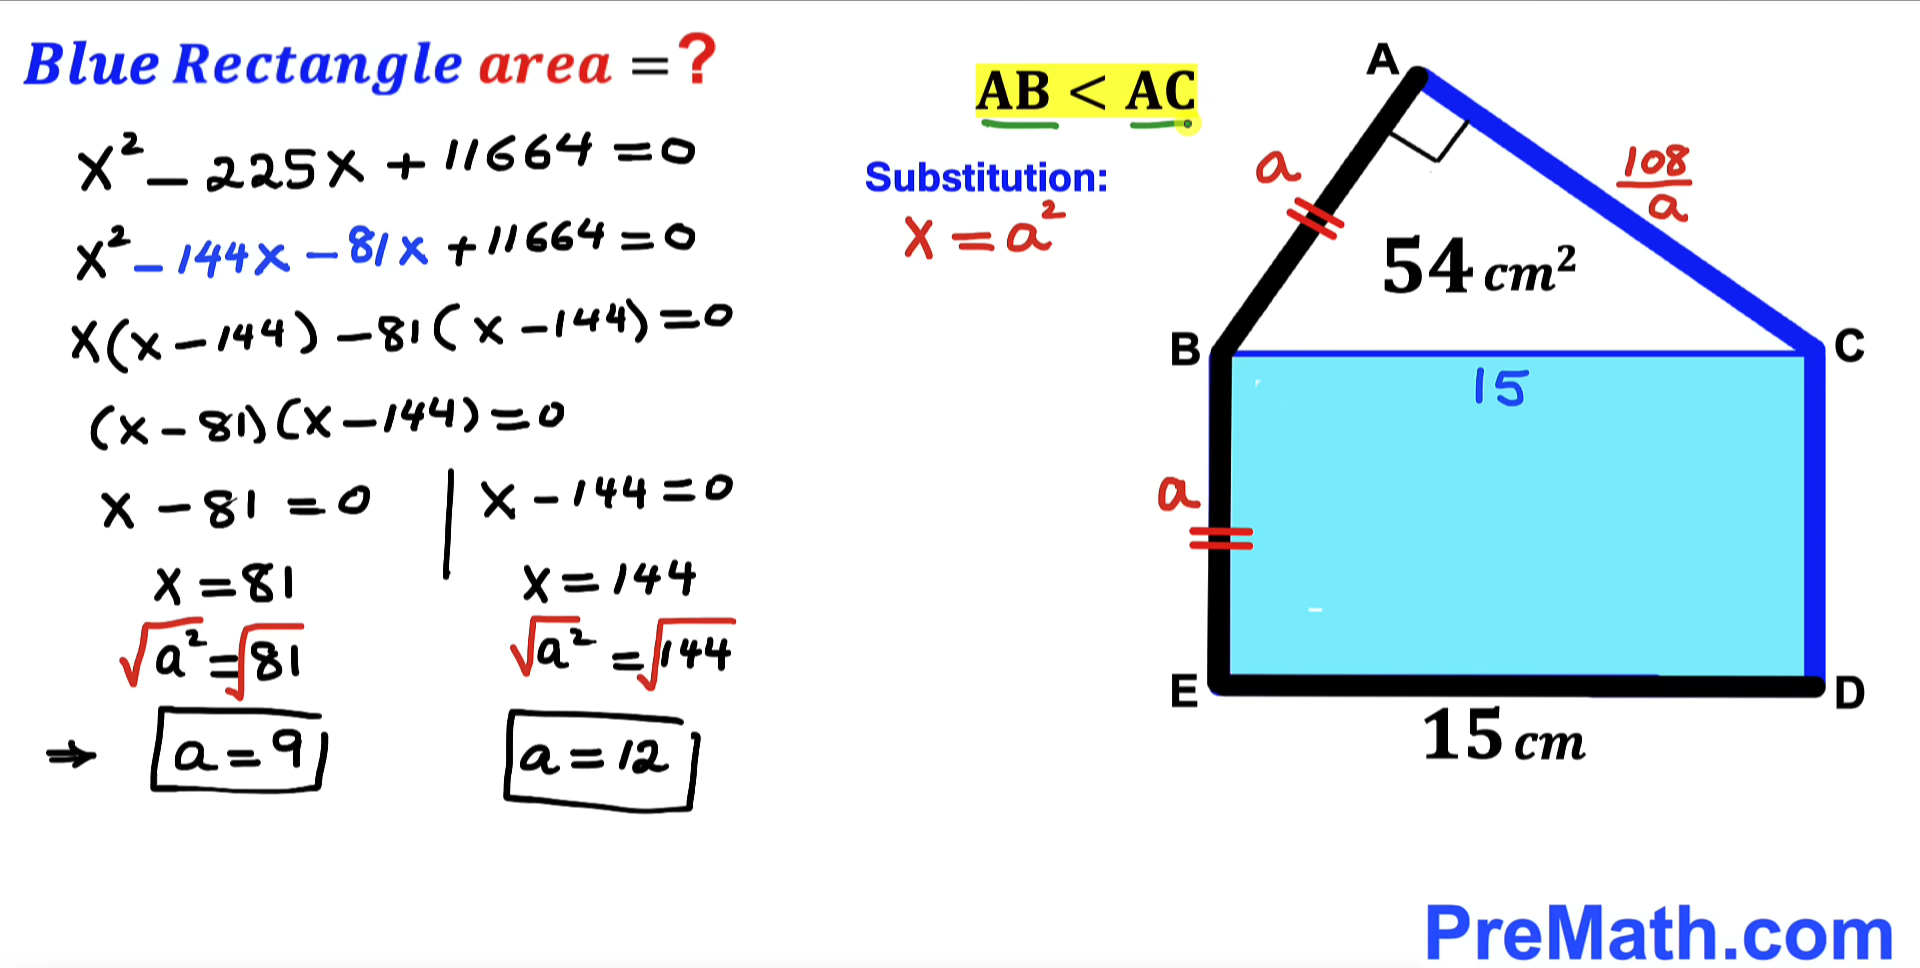 Blue Rectangle area = ?
x² - 225x + 11664 = 0
x² - 144x - 81x + 11664 = 0
x(x - 144) - 81(x - 144) = 0
(x - 81)(x - 144) = 0
x - 81 = 0 | x - 144 = 0
x = 81
x = 144
√a² = √81
√a² = √144
⇒ a = 9
a = 12
AB < AC
Substitution:
x = a²
A
a
108/a
54 cm²
B
C
15
a
E
D
15 cm
PreMath.com